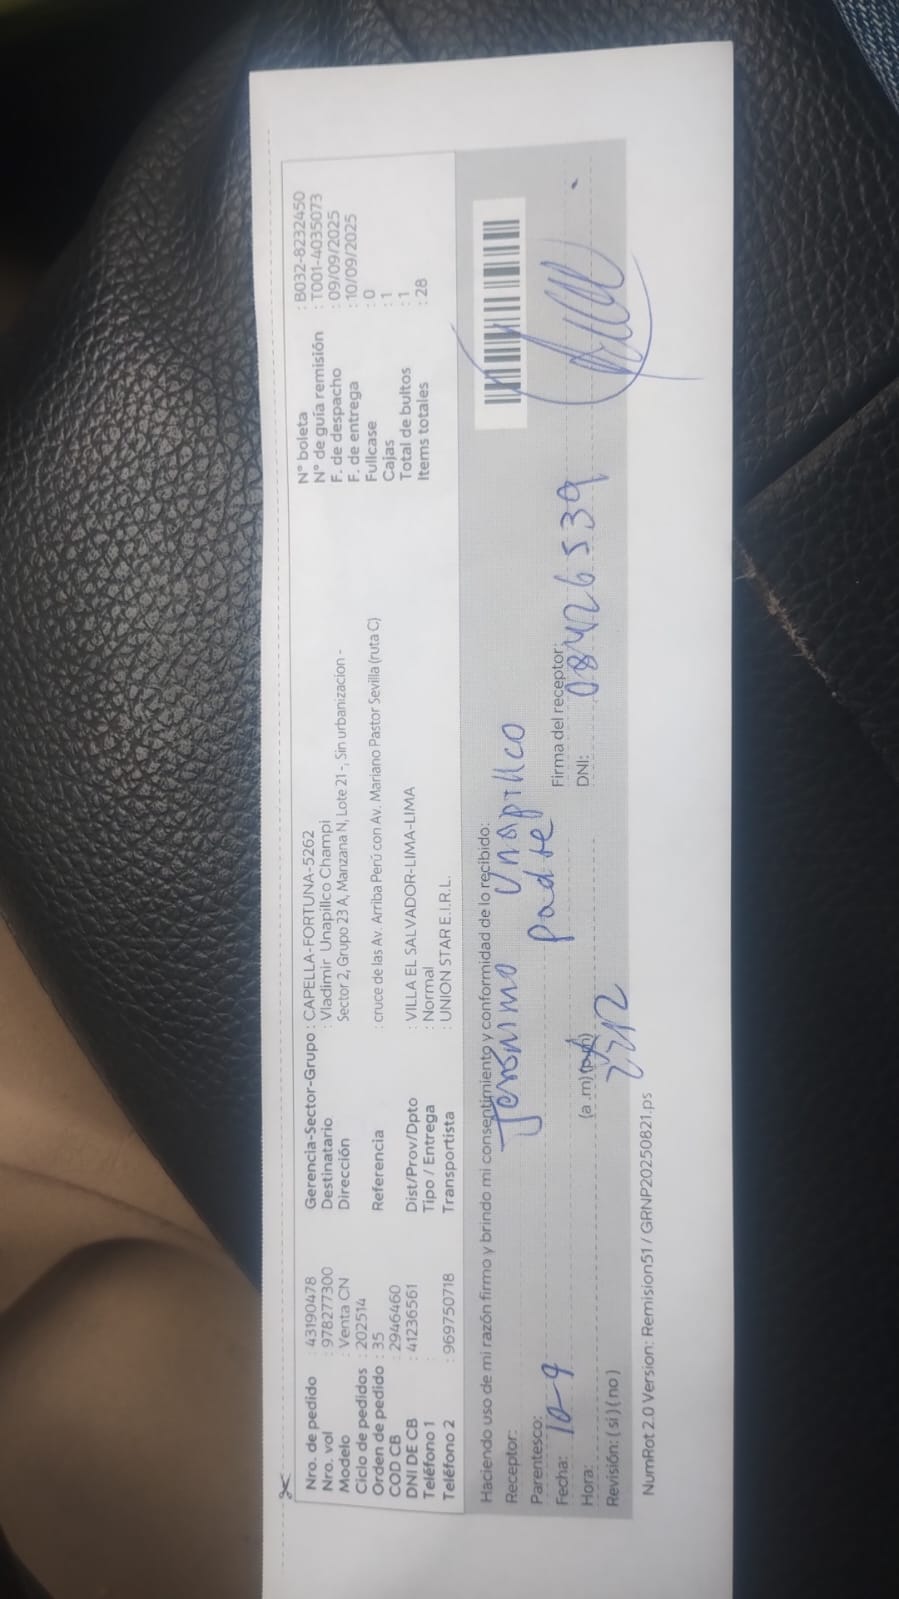 Nro. de pedido : 43190478
Nro. vol : 978277300
Modelo : Venta CN
Ciclo de pedidos : 202514
Orden de pedido : 35
COD CB : 2946460
DNI DE CB : 41236561
Teléfono 1 :
Teléfono 2 : 969750718
Gerencia-Sector-Grupo : CAPELLA-FORTUNA-5262
Destinatario : Vladimir Unapillco Champi
Dirección Sector 2, Grupo 23 A, Manzana N, Lote 21 -, Sin urbanizacion -
Referencia : cruce de las Av. Arriba Perú con Av. Mariano Pastor Sevilla (ruta C)
Dist/Prov/Dpto : VILLA EL SALVADOR-LIMA-LIMA
Tipo / Entrega : Normal
Transportista : UNION STAR E.I.R.L.
N° boleta : B032-8232450
N° de guía remisión : T001-4035073
F. de despacho : 09/09/2025
F. de entrega : 10/09/2025
Fullcase : 0
Cajas : 1
Total de bultos : 1
Items totales : 28
Haciendo uso de mi razón firmo y brindo mi consentimiento y conformidad de lo recibido:
Receptor: Jerónimo Unapillco
Parentesco: padre
Fecha: 10-9 Firma del receptor:
Hora: (a .m) (p.m) DNI: 08426539
Revisión: ( si ) ( no )
NumRot 2.0 Version: Remision51 / GRNP20250821.ps